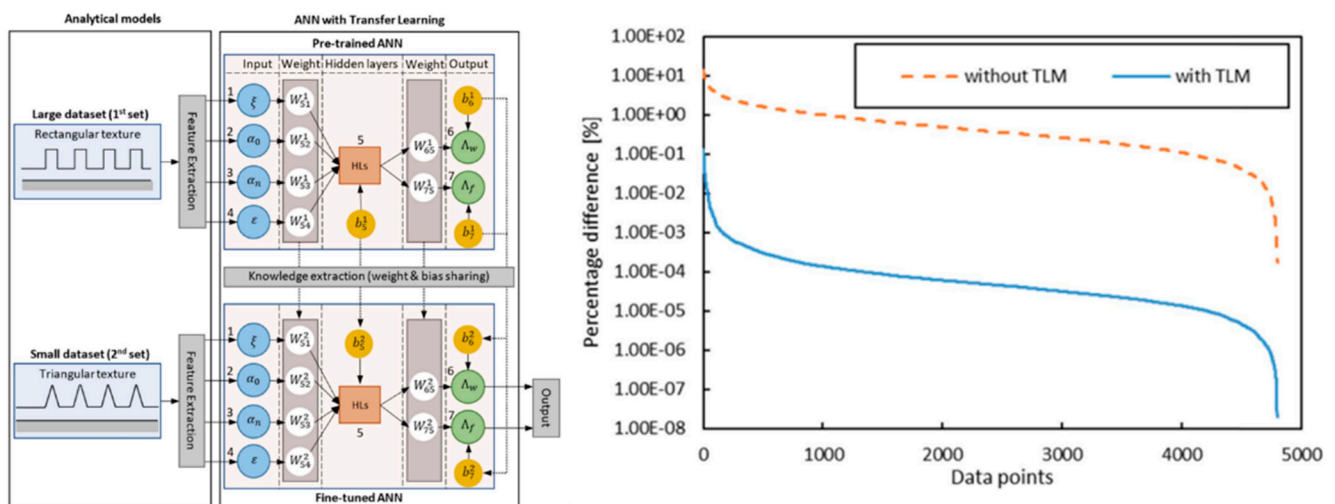 Analytical models
ANN with Transfer Learning
Pre-trained ANN
Input Weight Hidden layers Weight Output
Large dataset (1st set)
Rectangular texture
Feature Extraction
1 ξ W¹₅₁
2 α₀ W¹₅₂
3 αₙ W¹₅₃
4 ε W¹₅₄
5
HLs
b¹₅
W¹₆₅
W¹₇₅
b¹₆
6 Λw
7 Λf
b¹₇
Knowledge extraction (weight & bias sharing)
Small dataset (2nd set)
Triangular texture
Feature Extraction
1 ξ W²₅₁
2 α₀ W²₅₂
3 αₙ W²₅₃
4 ε W²₅₄
b²₅
HLs
5
W²₆₅
W²₇₅
b²₆
6 Λw
7 Λf
b²₇
Output
Fine-tuned ANN
Percentage difference [%]
1.00E+02
1.00E+01
1.00E+00
1.00E-01
1.00E-02
1.00E-03
1.00E-04
1.00E-05
1.00E-06
1.00E-07
1.00E-08
without TLM with TLM
0 1000 2000 3000 4000 5000
Data points